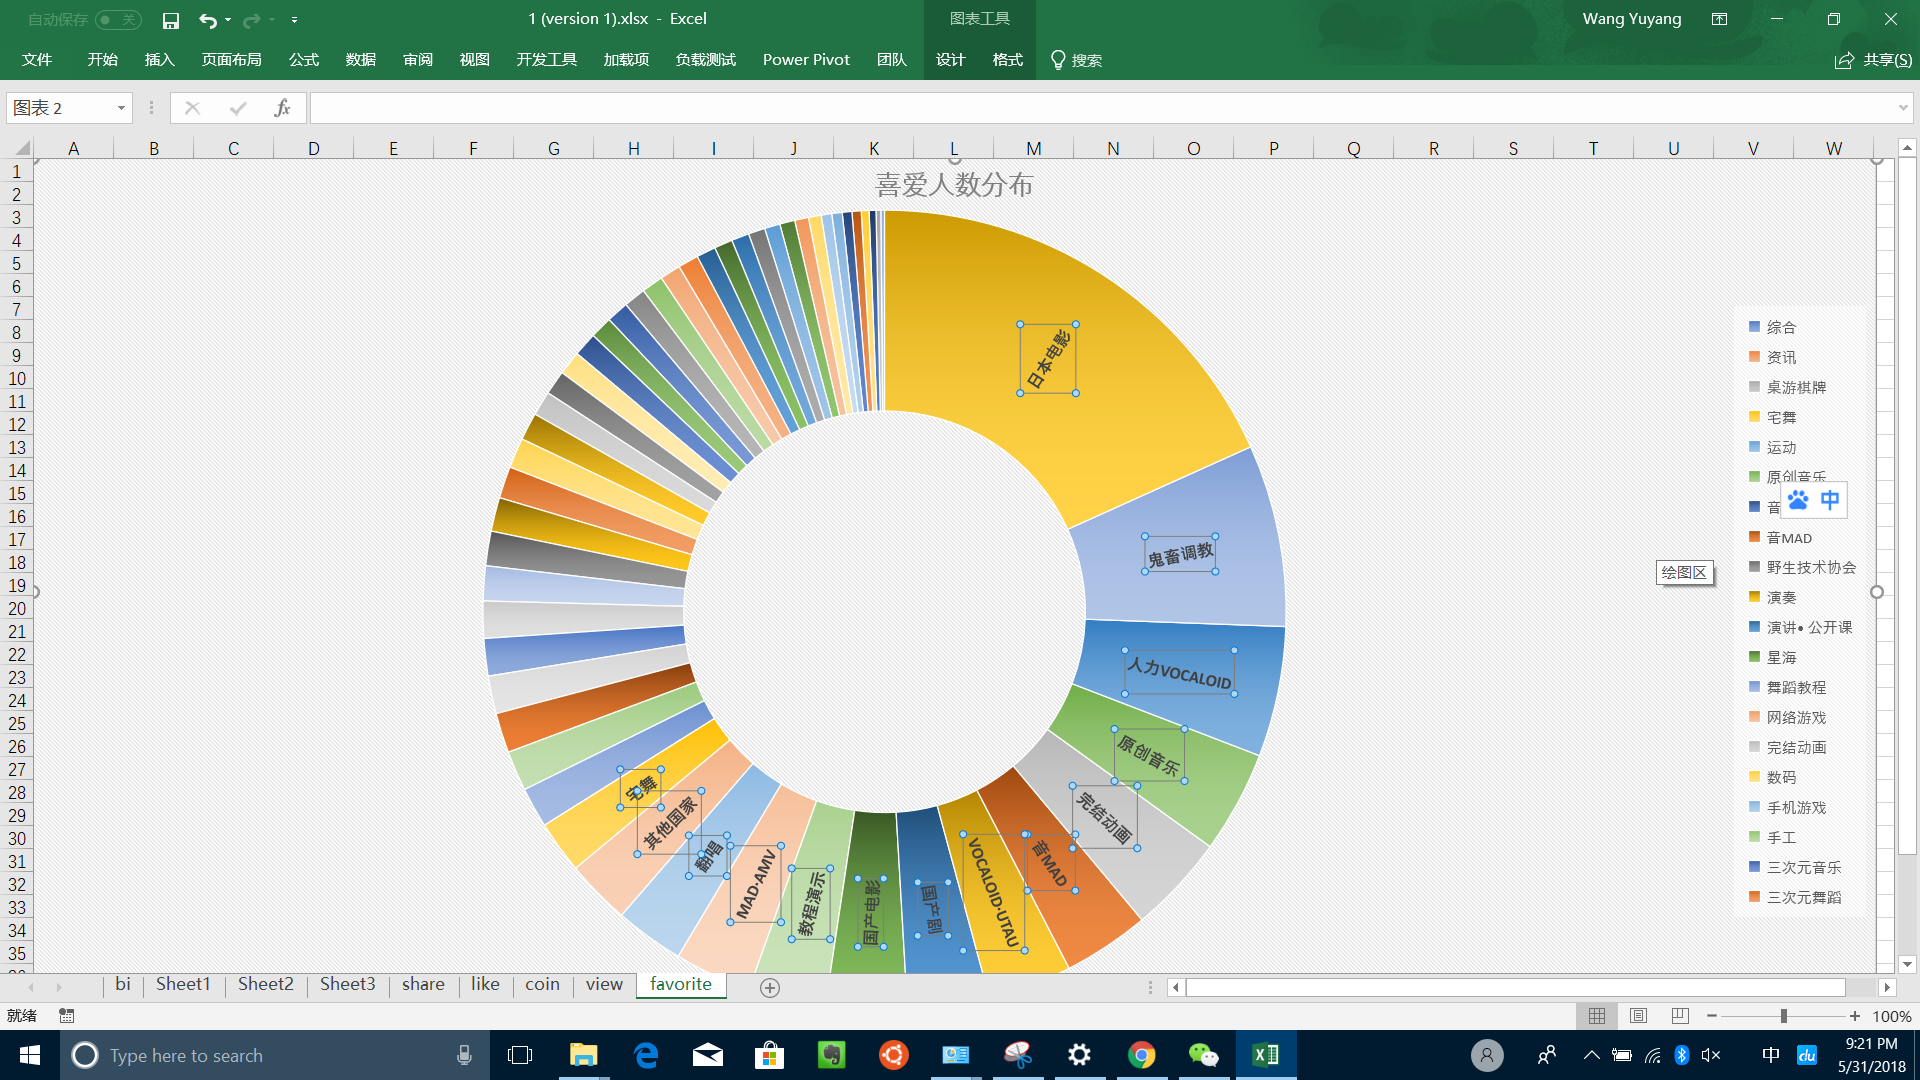 自动保存 关
1 (version 1).xlsx - Excel
图表工具
Wang Yuyang
文件 开始 插入 页面布局 公式 数据 审阅 视图 开发工具 加载项 负载测试 Power Pivot 团队 设计 格式 搜索 共享(S)
图表 2 fx
A B C D E F G H I J K L M N O P Q R S T U V W
1
2
3
4
5
6
7
8
9
10
11
12
13
14
15
16
17
18
19
20
21
22
23
24
25
26
27
28
29
30
31
32
33
34
35
喜爱人数分布
日本电影
鬼畜调教
人力VOCALOID
原创音乐
完结动画
音MAD
VOCALOID·UTAU
国产剧
国产电影
教程演示
MAD·AMV
翻唱
其他国家
宅舞
综合
资讯
桌游棋牌
宅舞
运动
原创音乐
音
中
音MAD
野生技术协会
演奏
演讲• 公开课
星海
舞蹈教程
网络游戏
完结动画
数码
手机游戏
手工
三次元音乐
三次元舞蹈
绘图区
bi Sheet1 Sheet2 Sheet3 share like coin view favorite
就绪
100%
Type here to search
中 du
9:21 PM
5/31/2018